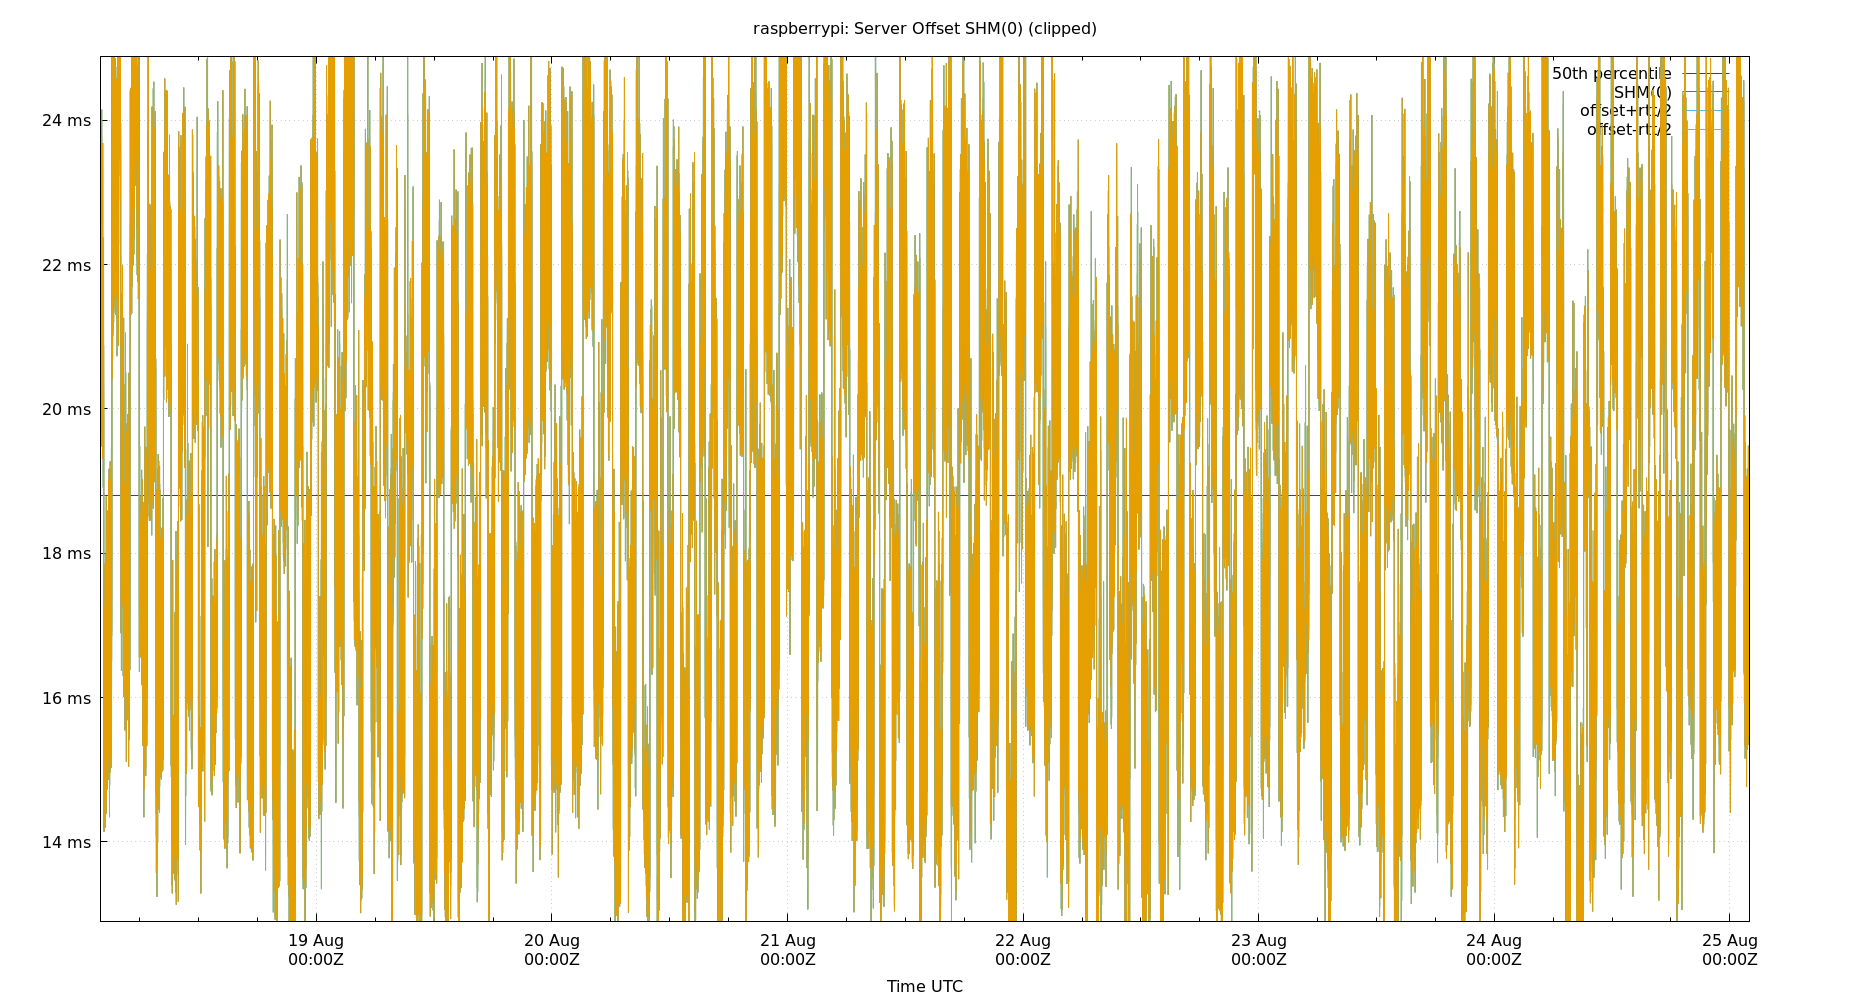 raspberrypi: Server Offset SHM(0) (clipped)
50th percentile
SHM(0)
offset+rtt/2
offset-rtt/2
24 ms
22 ms
20 ms
18 ms
16 ms
14 ms
19 Aug 20 Aug 21 Aug 22 Aug 23 Aug 24 Aug 25 Aug
00:00Z 00:00Z 00:00Z 00:00Z 00:00Z 00:00Z 00:00Z
Time UTC